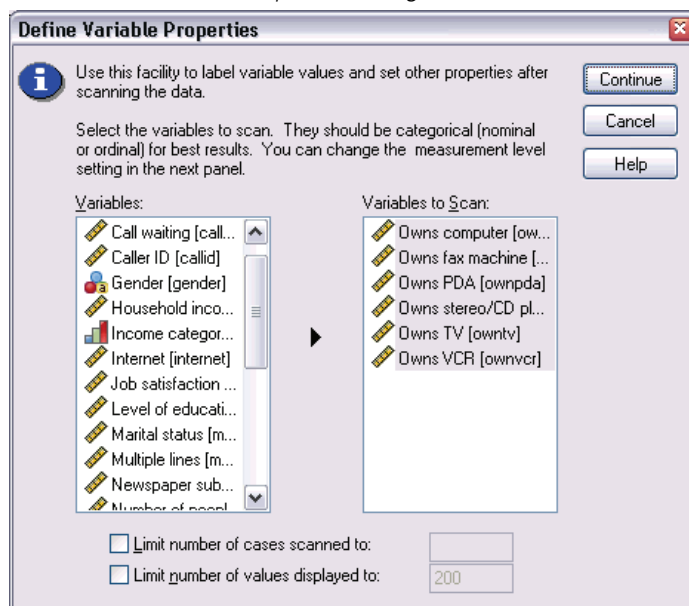 Define Variable Properties
Use this facility to label variable values and set other properties after
scanning the data.
Select the variables to scan. They should be categorical (nominal
or ordinal) for best results. You can change the measurement level
setting in the next panel.
Continue
Cancel
Help
Variables:
Call waiting [call...
Caller ID [callid]
Gender [gender]
Household inco...
Income categor...
Internet [internet]
Job satisfaction ...
Level of educati...
Marital status [m...
Multiple lines [m...
Newspaper sub...
Variables to Scan:
Owns computer [ow...
Owns fax machine [...
Owns PDA [ownpda]
Owns stereo/CD pl...
Owns TV [owntv]
Owns VCR [ownvcr]
Limit number of cases scanned to:
Limit number of values displayed to:
200